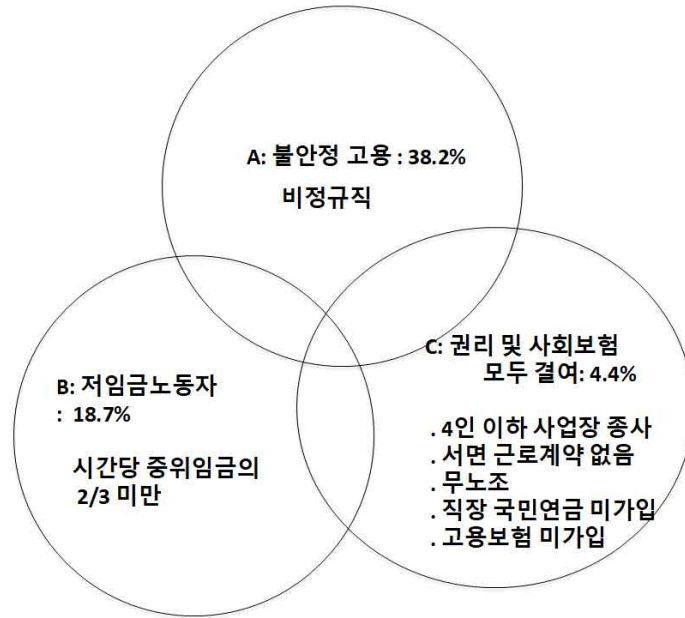 A: 불안정 고용 : 38.2%
비정규직
B: 저임금노동자
: 18.7%
시간당 중위임금의
2/3 미만
C: 권리 및 사회보험
모두 결여: 4.4%
. 4인 이하 사업장 종사
. 서면 근로계약 없음
. 무노조
. 직장 국민연금 미가입
. 고용보험 미가입